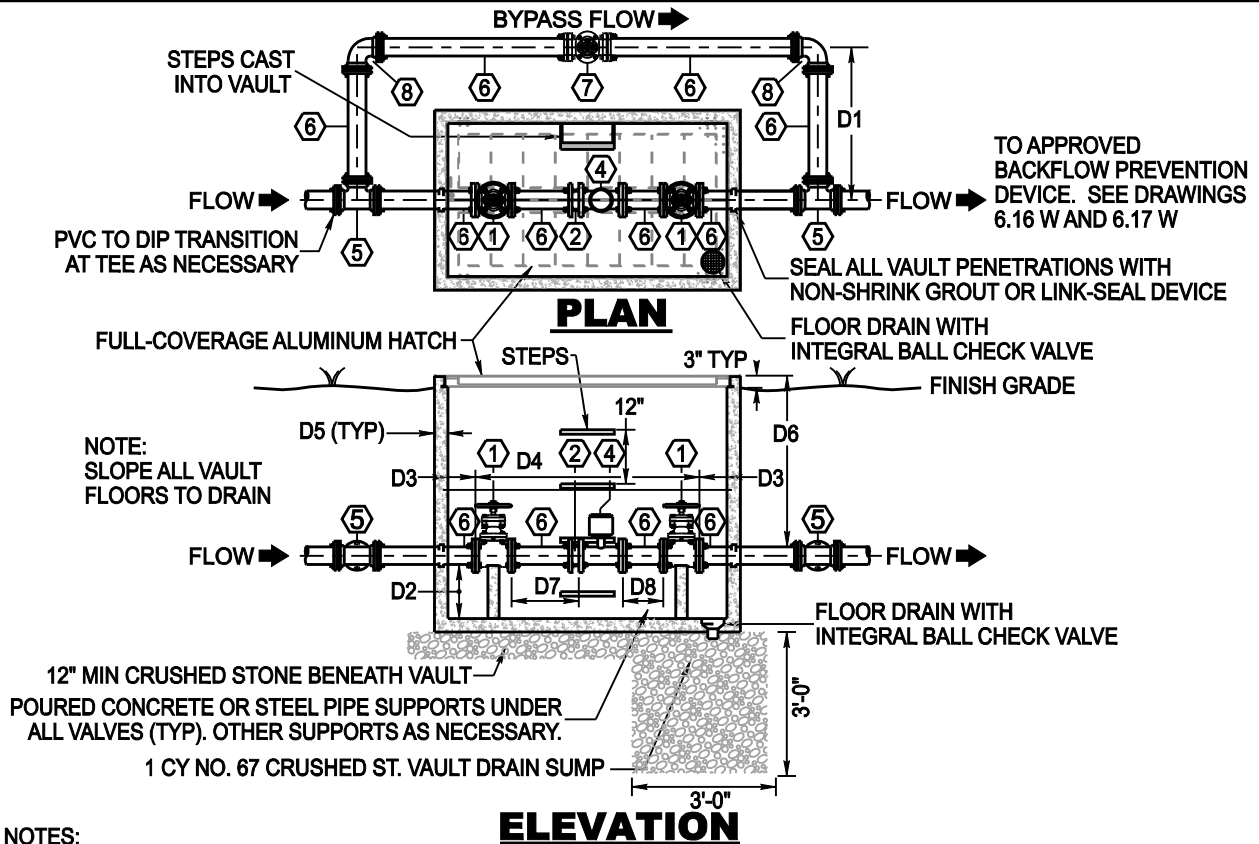 BYPASS FLOW
STEPS CAST
INTO VAULT
8
6
7
6
8
6
6
D1
4
TO APPROVED
BACKFLOW PREVENTION
DEVICE. SEE DRAWINGS
6.16 W AND 6.17 W
FLOW
FLOW
PVC TO DIP TRANSITION
AT TEE AS NECESSARY
5
6
1
6
2
6
1
6
5
SEAL ALL VAULT PENETRATIONS WITH
NON-SHRINK GROUT OR LINK-SEAL DEVICE
PLAN
FLOOR DRAIN WITH
INTEGRAL BALL CHECK VALVE
FULL-COVERAGE ALUMINUM HATCH
STEPS
3" TYP
FINISH GRADE
12"
D5 (TYP)
D6
NOTE:
SLOPE ALL VAULT
FLOORS TO DRAIN
1
2
4
1
D3
D4
D3
5
6
6
6
6
5
FLOW
FLOW
D2
D7
D8
FLOOR DRAIN WITH
INTEGRAL BALL CHECK VALVE
12" MIN CRUSHED STONE BENEATH VAULT
POURED CONCRETE OR STEEL PIPE SUPPORTS UNDER
ALL VALVES (TYP). OTHER SUPPORTS AS NECESSARY.
3'-0"
1 CY NO. 67 CRUSHED ST. VAULT DRAIN SUMP
3'-0"
ELEVATION
NOTES: